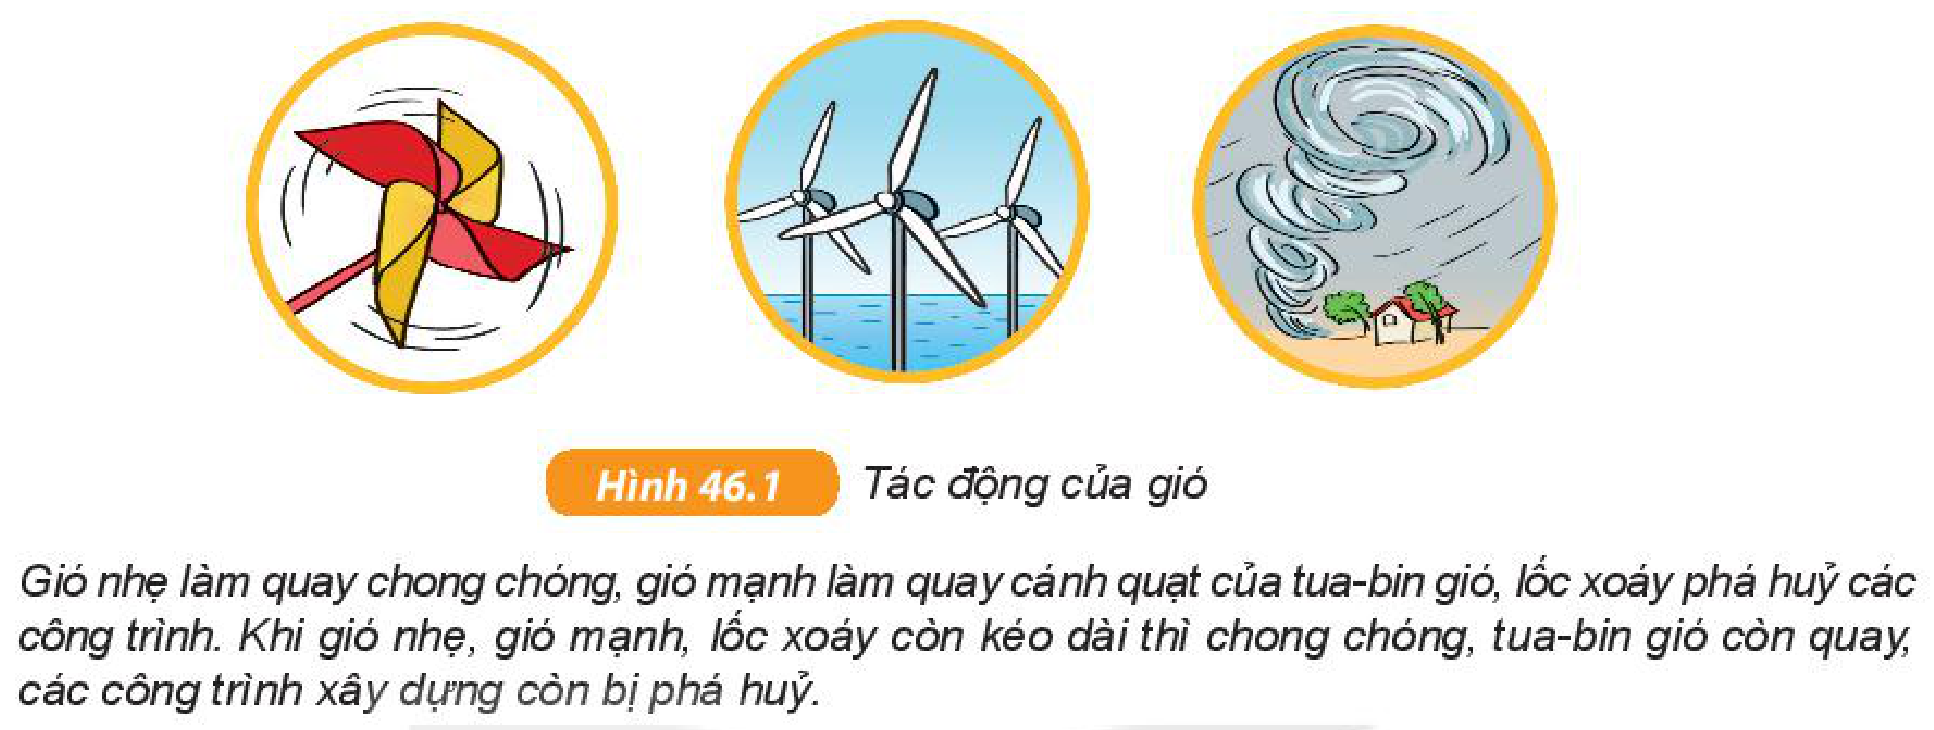 Hình 46.1 Tác động của gió
Gió nhẹ làm quay chong chóng, gió mạnh làm quay cánh quạt của tua-bin gió, lốc xoáy phá huỷ các
công trình. Khi gió nhẹ, gió mạnh, lốc xoáy còn kéo dài thì chong chóng, tua-bin gió còn quay,
các công trình xây dựng còn bị phá huỷ.